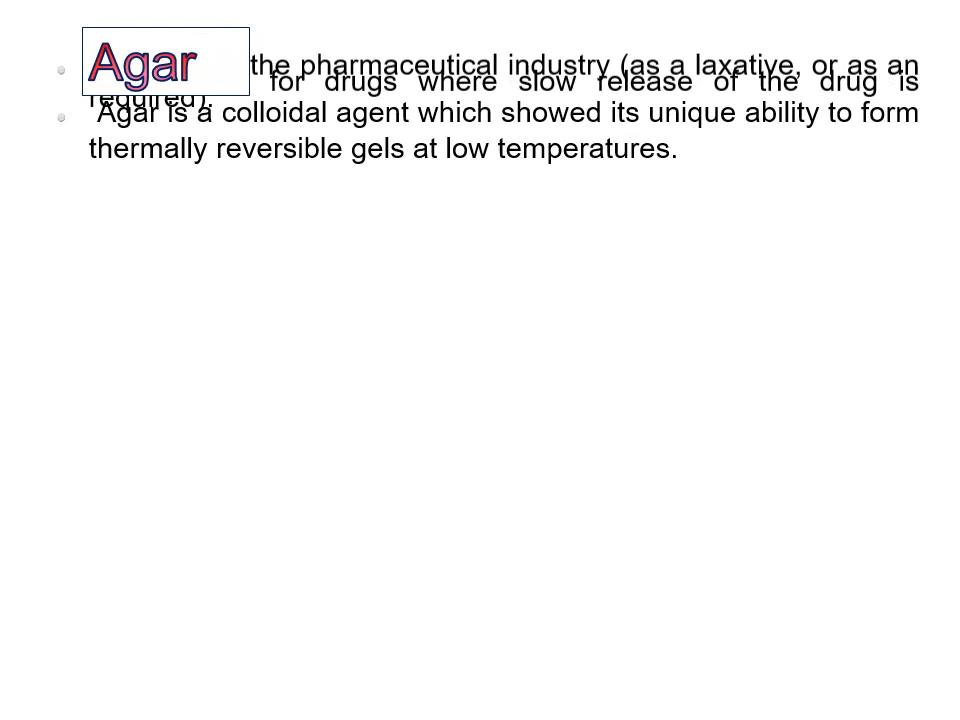 Agar
the pharmaceutical industry (as a laxative, or as an
for drugs where slow release of the drug is
required).
Agar is a colloidal agent which showed its unique ability to form
thermally reversible gels at low temperatures.